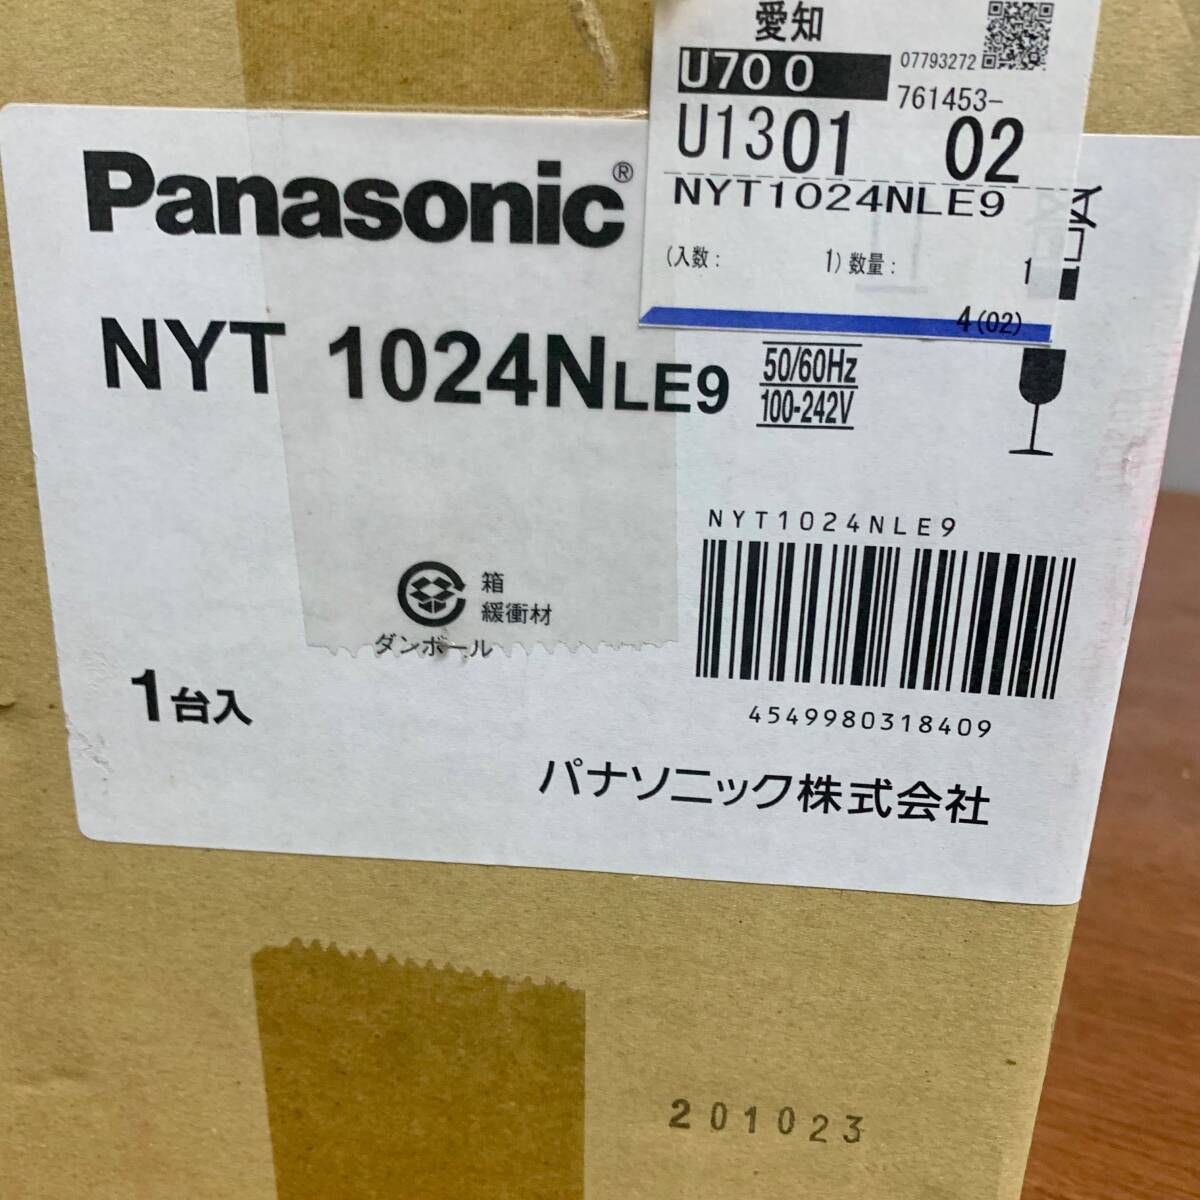 愛知
U700
07793272
761453-
U1301 02
NYT1024NLE9
(入数: 1) 数量: 1
4(02)
Panasonic®
NYT 1024NLE9
50/60Hz
100-242V
NYT1024NLE9
箱
緩衝材
ダンボール
1台入
4549980318409
パナソニック株式会社
201023